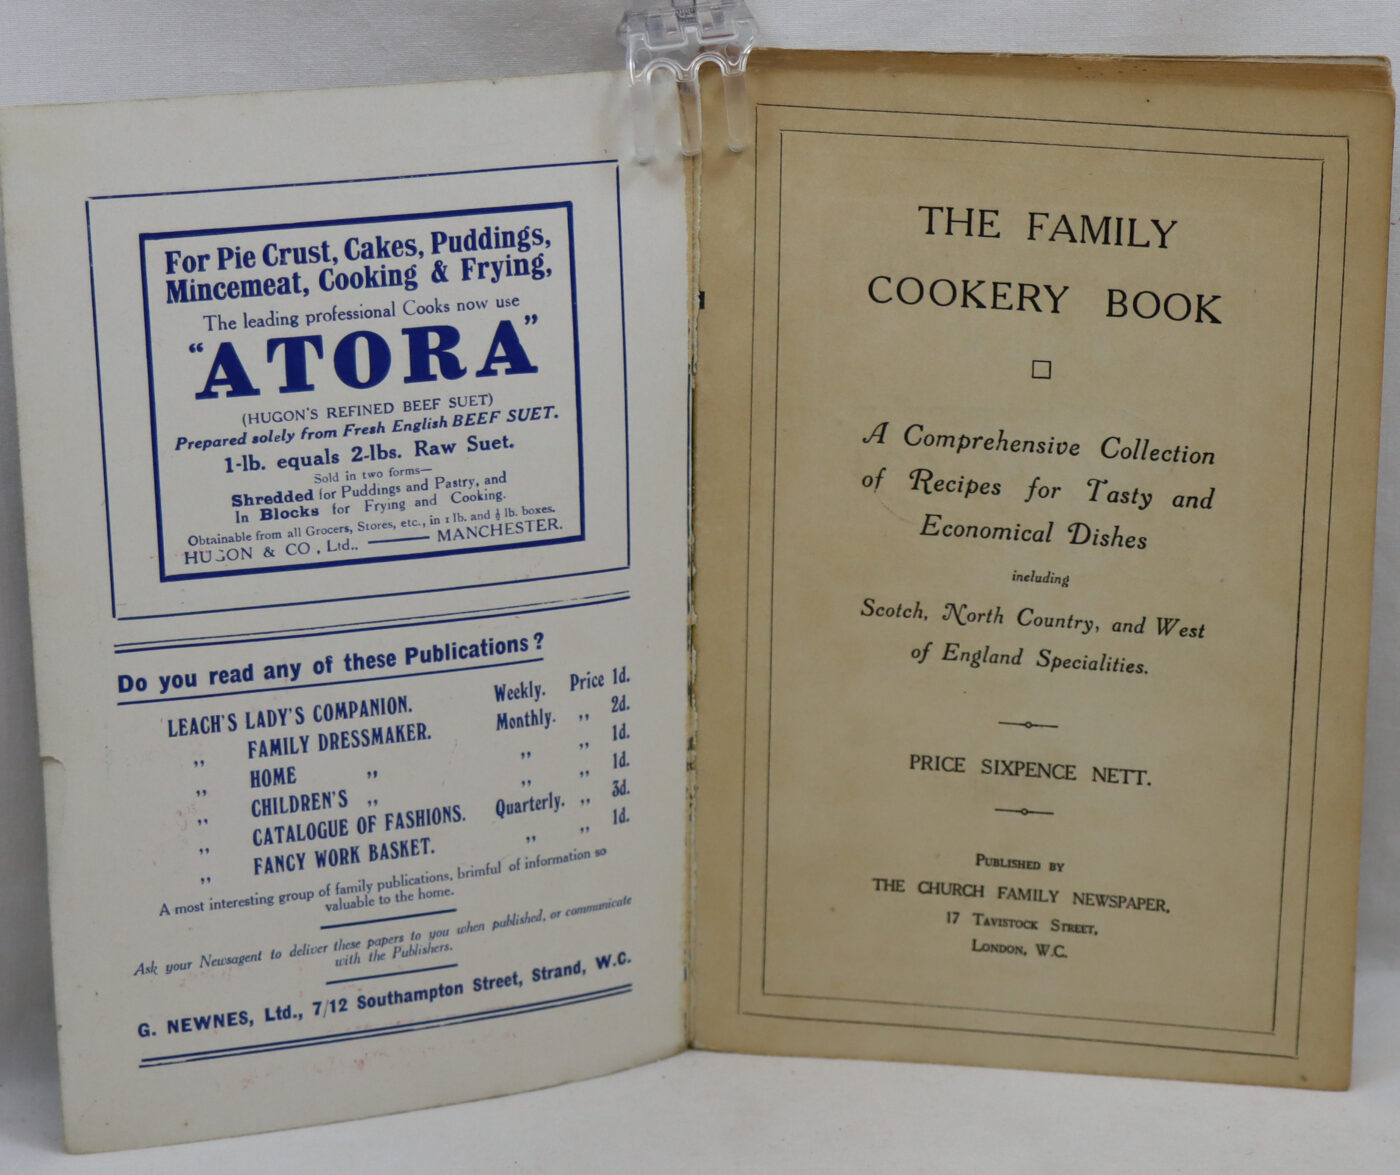 For Pie Crust, Cakes, Puddings,
Mincemeat, Cooking & Frying,
The leading professional Cooks now use
"ATORA"
(HUGON'S REFINED BEEF SUET)
Prepared solely from Fresh English BEEF SUET.
1-lb. equals 2-lbs. Raw Suet.
Sold in two forms—
Shredded for Puddings and Pastry, and
In Blocks for Frying and Cooking.
Obtainable from all Grocers, Stores, etc., in 1 lb. and ½ lb. boxes.
HUGON & CO., Ltd., —— MANCHESTER.
Do you read any of these Publications?
LEACH'S LADY'S COMPANION. Weekly. Price 1d.
,, FAMILY DRESSMAKER. Monthly. ,, 2d.
,, HOME ,, ,, ,, 1d.
,, CHILDREN'S ,, ,, ,, 1d.
,, CATALOGUE OF FASHIONS. Quarterly. ,, 3d.
,, FANCY WORK BASKET. ,, ,, 1d.
A most interesting group of family publications, brimful of information so
valuable to the home.
Ask your Newsagent to deliver these papers to you when published, or communicate
with the Publishers.
G. NEWNES, Ltd., 7/12 Southampton Street, Strand, W.C.
THE FAMILY
COOKERY BOOK
A Comprehensive Collection
of Recipes for Tasty and
Economical Dishes
including
Scotch, North Country, and West
of England Specialities.
PRICE SIXPENCE NETT.
PUBLISHED BY
THE CHURCH FAMILY NEWSPAPER,
17 TAVISTOCK STREET,
LONDON, W.C.